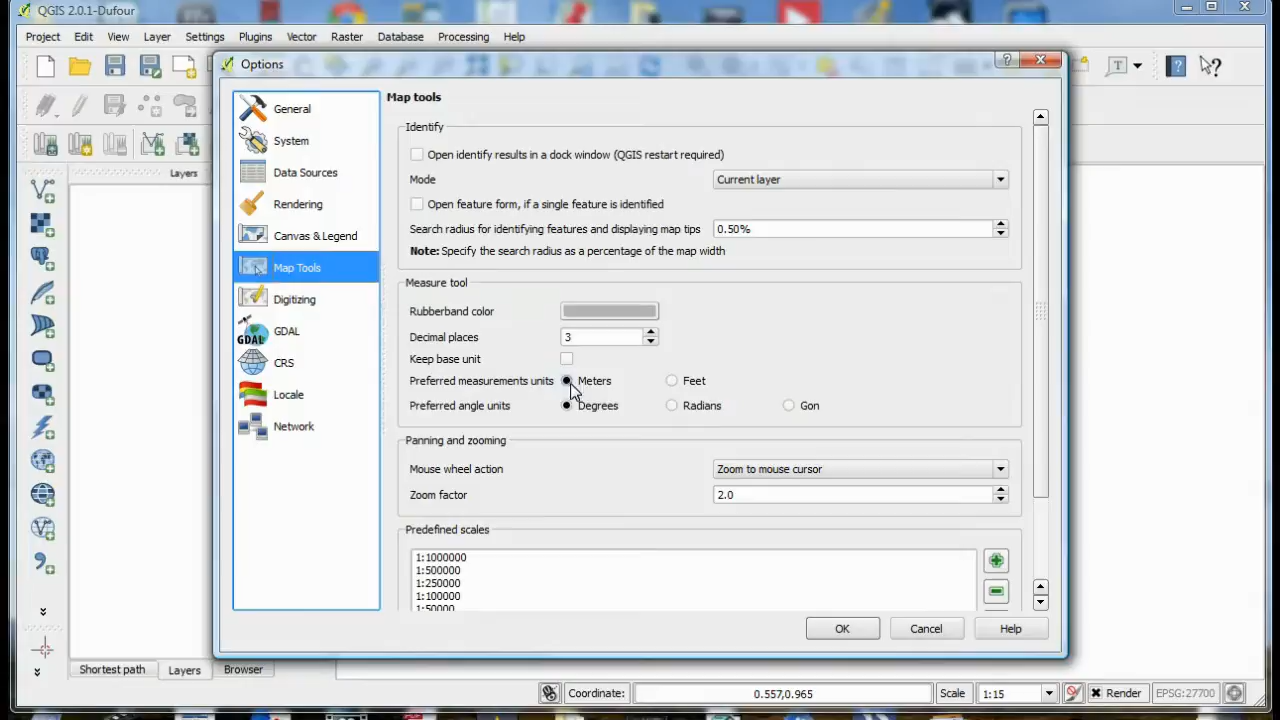 QGIS 2.0.1-Dufour
Project Edit View Layer Settings Plugins Vector Raster Database Processing Help
Options
General
System
Data Sources
Rendering
Canvas & Legend
Map Tools
Digitizing
GDAL GDAL
CRS
Locale
Network
Map tools
Identify
Open identify results in a dock window (QGIS restart required)
Mode Current layer
Open feature form, if a single feature is identified
Search radius for identifying features and displaying map tips 0.50%
Note: Specify the search radius as a percentage of the map width
Measure tool
Rubberband color
Decimal places 3
Keep base unit
Preferred measurements units Meters Feet
Preferred angle units Degrees Radians Gon
Panning and zooming
Mouse wheel action Zoom to mouse cursor
Zoom factor 2.0
Predefined scales
1:1000000
1:500000
1:250000
1:100000
1:50000
OK Cancel Help
Layers
Shortest path Layers Browser
Coordinate: 0.557,0.965 Scale 1:15 Render EPSG:27700